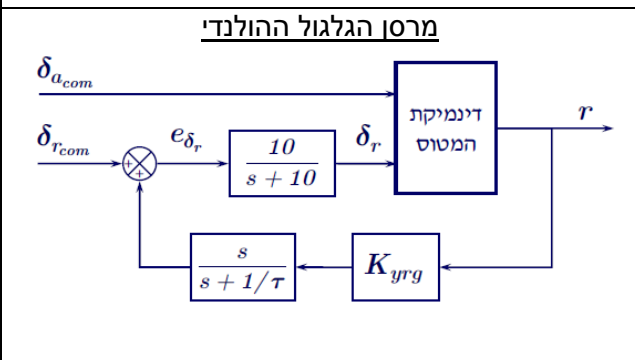 מרסן הגלגול ההולנדי
δ_{a_{com}}
דינמיקת
המטוס
r
δ_{r_{com}}
+
+
e_{δ_r}
10
s + 10
δ_r
s
s + 1/τ
K_{yrg}